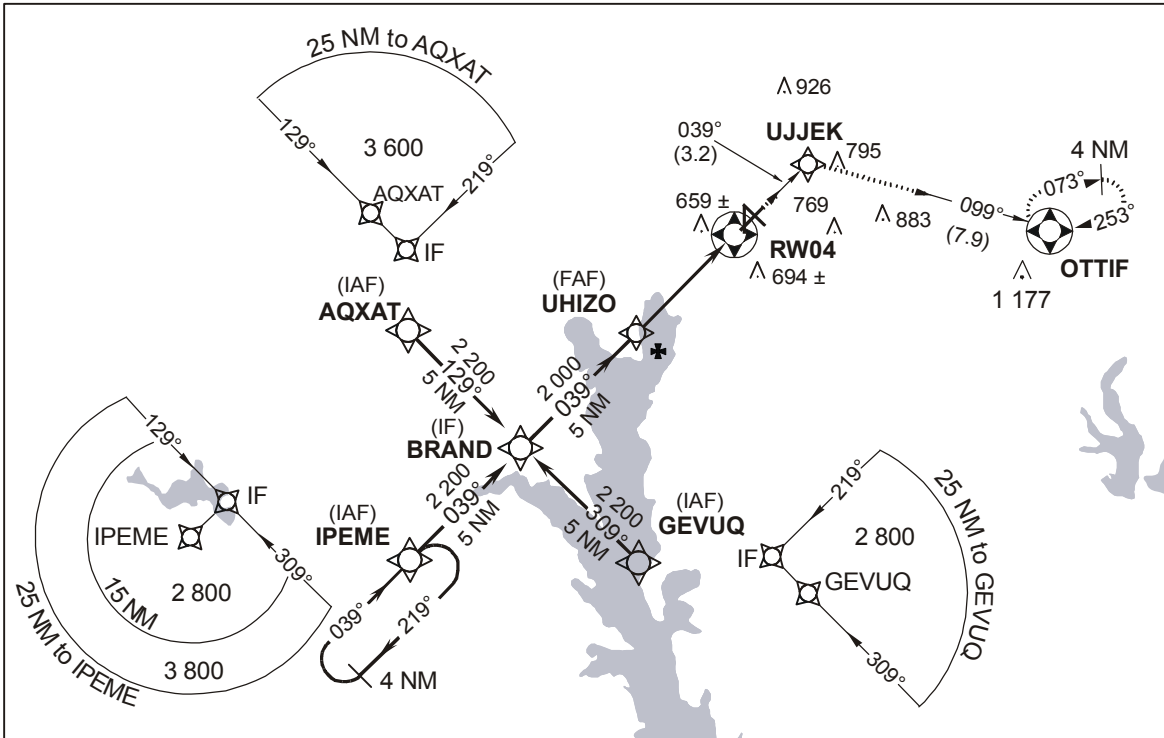 25 NM to AQXAT
129°
3 600
219°
AQXAT
IF
926
UJJEK
039°
(3.2)
795
659 ±
769
883
RW04
694 ±
4 NM
073°
253°
099°
(7.9)
OTTIF
1 177
(IAF)
AQXAT
2 200
129°
5 NM
(FAF)
UHIZO
2 000
039°
5 NM
(IF)
BRAND
2 200
039°
5 NM
(IAF)
IPEME
039°
219°
4 NM
2 200
309°
5 NM
(IAF)
GEVUQ
129°
IF
IPEME
309°
2 800
15 NM
3 800
25 NM to IPEME
219°
IF
2 800
GEVUQ
309°
25 NM to GEVUQ